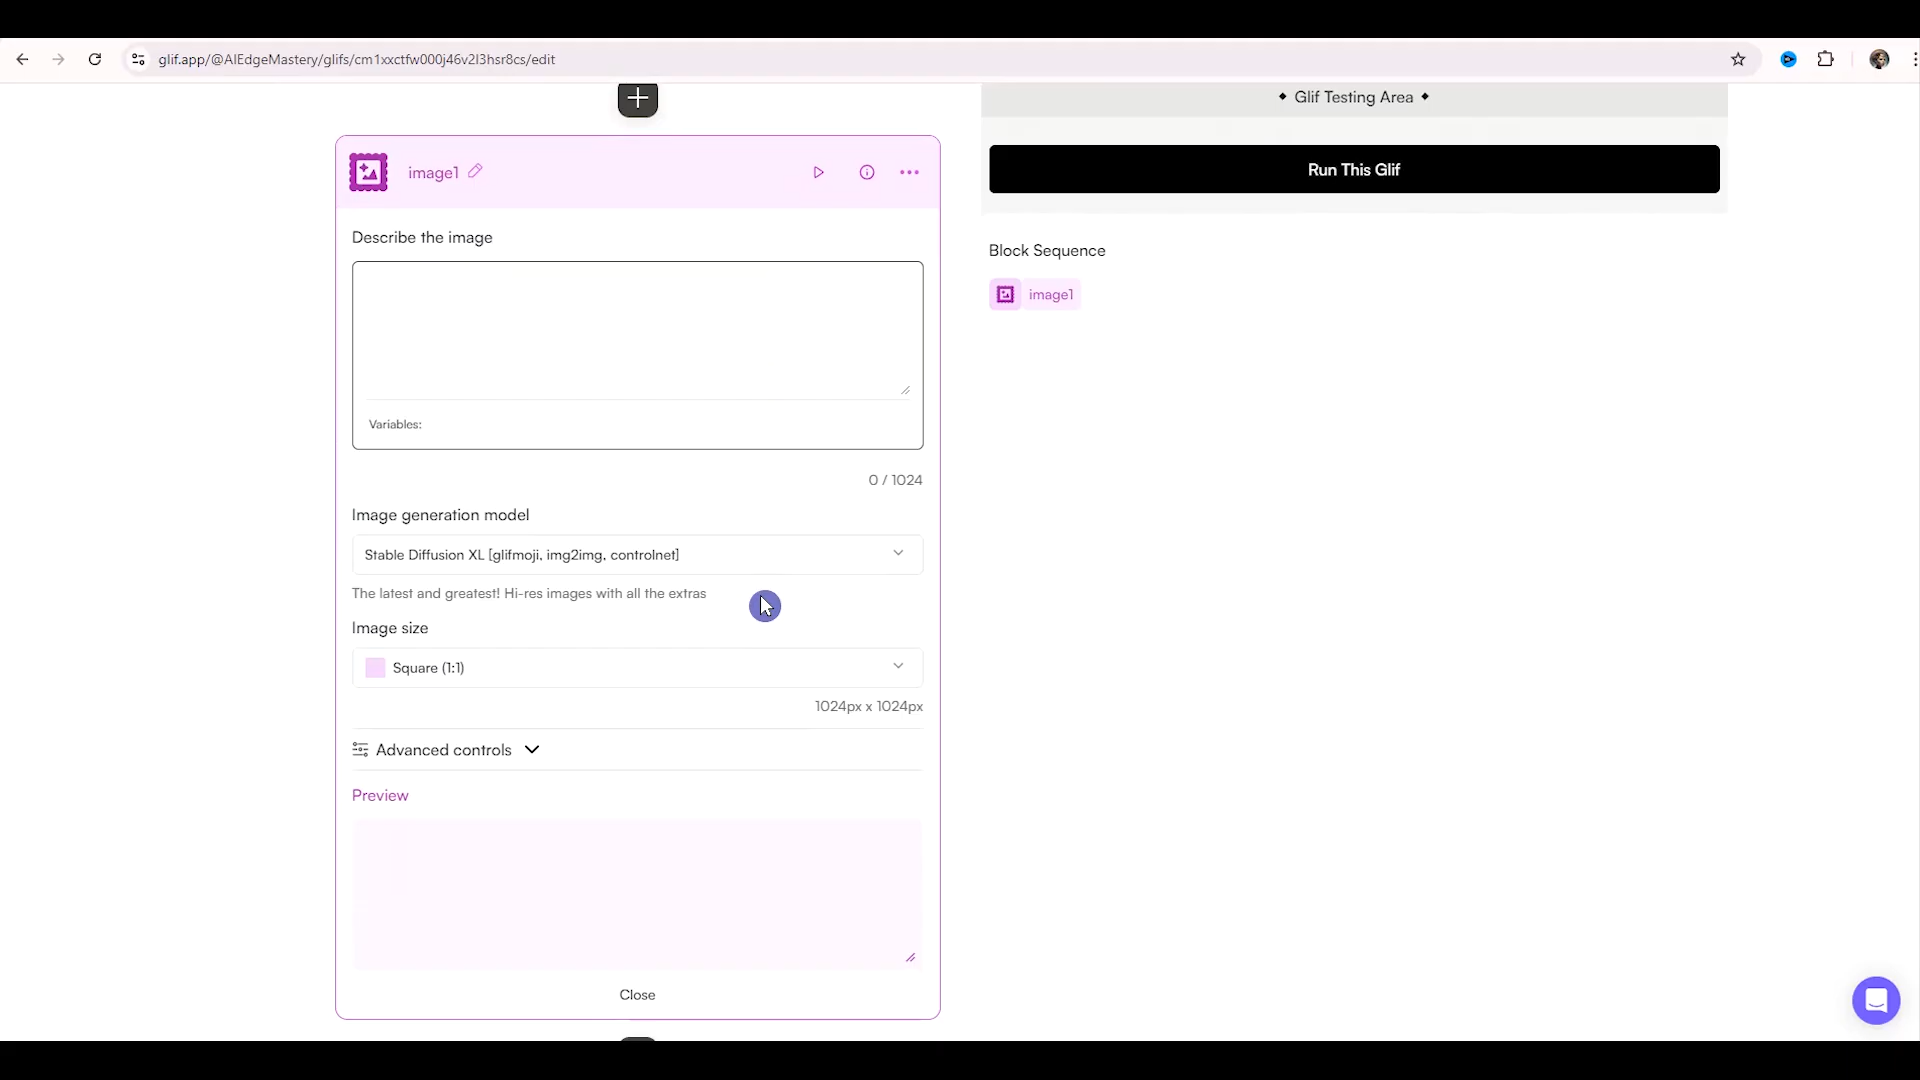 glif.app/@AIEdgeMastery/glifs/cm1xxctfw000j46v2l3hsr8cs/edit
◆ Glif Testing Area ◆
Run This Glif
Block Sequence
image1
image1
Describe the image
Variables:
0 / 1024
Image generation model
Stable Diffusion XL [glifmoji, img2img, controlnet]
The latest and greatest! Hi-res images with all the extras
Image size
Square (1:1)
1024px x 1024px
Advanced controls
Preview
Close